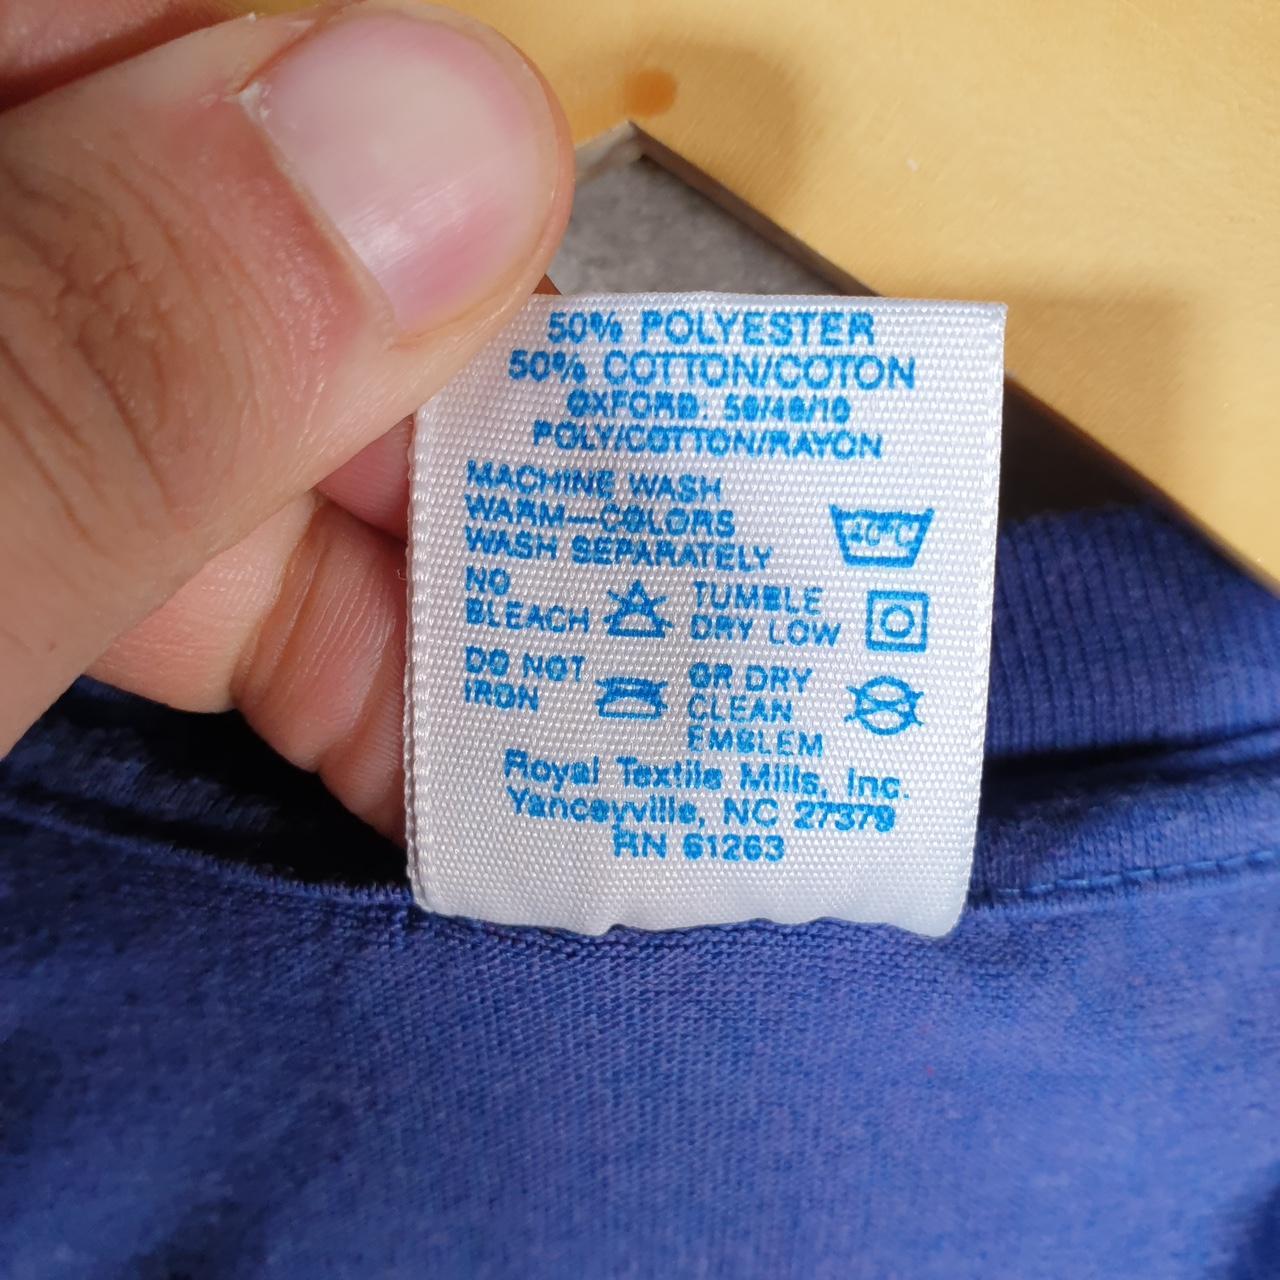 50% POLYESTER
50% COTTON/COTON
OXFORD: 50/40/10
POLY/COTTON/RAYON
MACHINE WASH
WARM—COLORS
WASH SEPARATELY
40°C
NO
BLEACH
TUMBLE
DRY LOW
DO NOT
IRON
OR DRY
CLEAN
EMBLEM
Royal Textile Mills, Inc.
Yanceyville, NC 27379
RN 61263